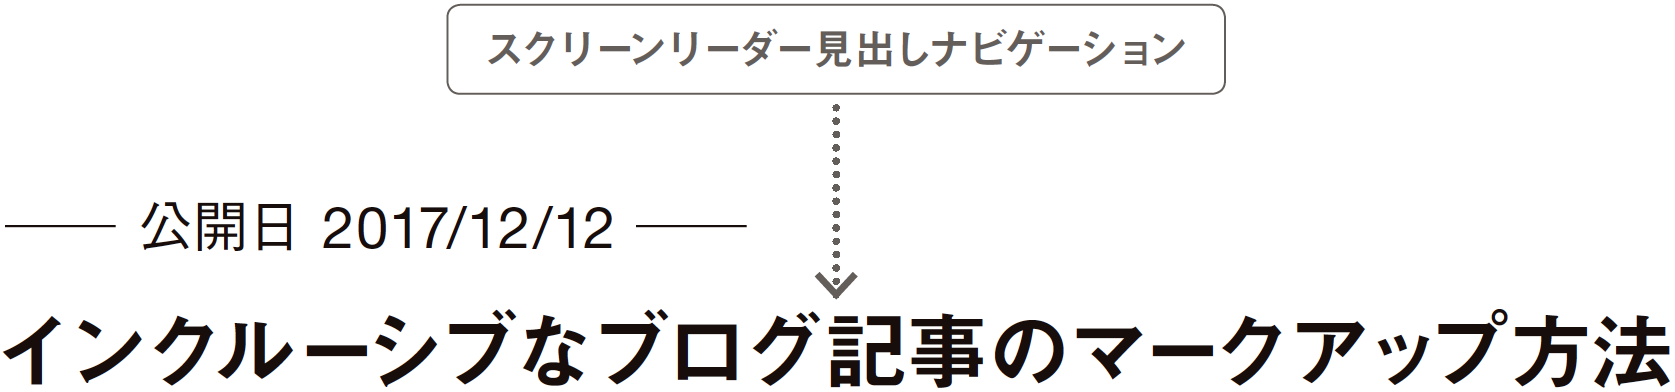 スクリーンリーダー見出しナビゲーション
公開日 2017/12/12
インクルーシブなブログ記事のマークアップ方法